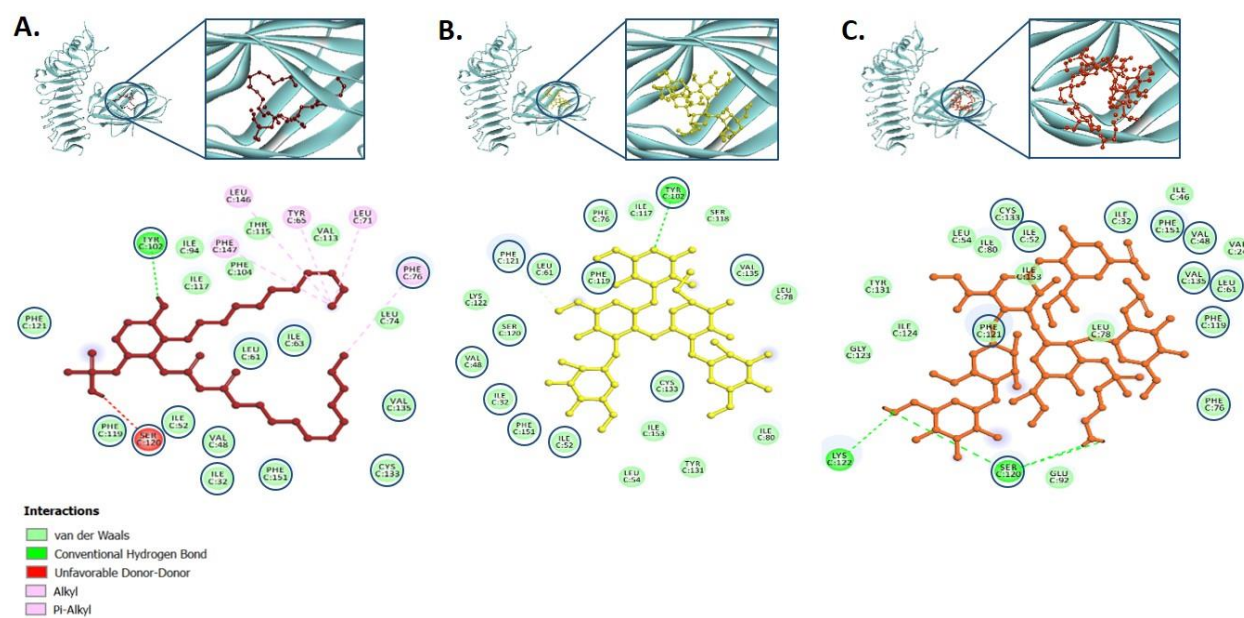 A.
B.
C.
LEU
C:146
TYR
C:65
LEU
C:71
TYR
C:102
ILE
C:94
THR
C:115
VAL
C:113
PHE
C:147
PHE
C:104
ILE
C:117
PHE
C:76
PHE
C:121
LEU
C:74
LEU
C:61
ILE
C:63
VAL
C:135
PHE
C:119
SER
C:120
ILE
C:52
VAL
C:48
ILE
C:32
PHE
C:151
CYS
C:133
TYR
C:102
PHE
C:76
ILE
C:117
SER
C:118
PHE
C:121
LEU
C:61
PHE
C:119
VAL
C:135
LYS
C:122
LEU
C:78
SER
C:120
VAL
C:48
ILE
C:32
CYS
C:133
PHE
C:151
ILE
C:52
ILE
C:153
ILE
C:80
LEU
C:54
TYR
C:131
ILE
C:46
CYS
C:133
ILE
C:32
LEU
C:54
ILE
C:80
ILE
C:52
PHE
C:151
VAL
C:48
ILE
C:153
VAL
C:135
LEU
C:61
TYR
C:131
ILE
C:124
PHE
C:121
LEU
C:78
PHE
C:119
GLY
C:123
PHE
C:76
LYS
C:122
SER
C:120
GLU
C:92
Interactions
van der Waals
Conventional Hydrogen Bond
Unfavorable Donor-Donor
Alkyl
Pi-Alkyl